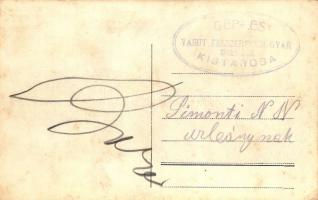 GÉP- ÉS
VASÚT FELSZERELÉSI GYÁR
KISTARCSA
Simonti N N
urleánynak